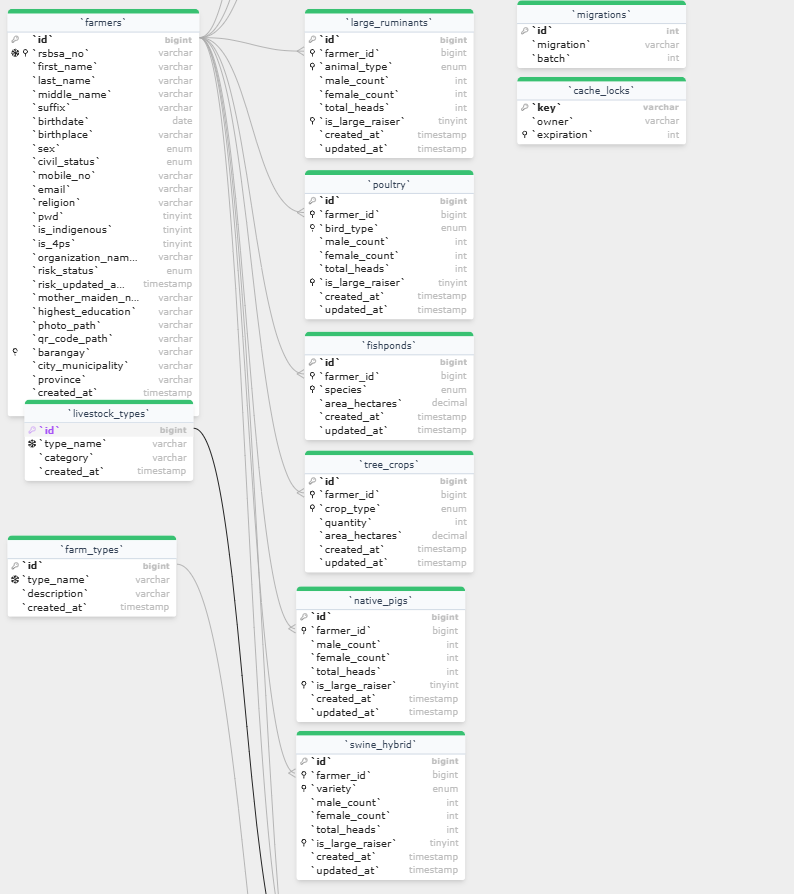 `farmers`
`id` bigint
`rsbsa_no` varchar
`first_name` varchar
`last_name` varchar
`middle_name` varchar
`suffix` varchar
`birthdate` date
`birthplace` varchar
`sex` enum
`civil_status` enum
`mobile_no` varchar
`email` varchar
`religion` varchar
`pwd` tinyint
`is_indigenous` tinyint
`is_4ps` tinyint
`organization_nam... varchar
`risk_status` enum
`risk_updated_a... timestamp
`mother_maiden_n... varchar
`highest_education` varchar
`photo_path` varchar
`qr_code_path` varchar
`barangay` varchar
`city_municipality` varchar
`province` varchar
`created_at` timestamp
`livestock_types`
`id` bigint
`type_name` varchar
`category` varchar
`created_at` timestamp
`farm_types`
`id` bigint
`type_name` varchar
`description` varchar
`created_at` timestamp
`large_ruminants`
`id` bigint
`farmer_id` bigint
`animal_type` enum
`male_count` int
`female_count` int
`total_heads` int
`is_large_raiser` tinyint
`created_at` timestamp
`updated_at` timestamp
`poultry`
`id` bigint
`farmer_id` bigint
`bird_type` enum
`male_count` int
`female_count` int
`total_heads` int
`is_large_raiser` tinyint
`created_at` timestamp
`updated_at` timestamp
`fishponds`
`id` bigint
`farmer_id` bigint
`species` enum
`area_hectares` decimal
`created_at` timestamp
`updated_at` timestamp
`tree_crops`
`id` bigint
`farmer_id` bigint
`crop_type` enum
`quantity` int
`area_hectares` decimal
`created_at` timestamp
`updated_at` timestamp
`native_pigs`
`id` bigint
`farmer_id` bigint
`male_count` int
`female_count` int
`total_heads` int
`is_large_raiser` tinyint
`created_at` timestamp
`updated_at` timestamp
`swine_hybrid`
`id` bigint
`farmer_id` bigint
`variety` enum
`male_count` int
`female_count` int
`total_heads` int
`is_large_raiser` tinyint
`created_at` timestamp
`updated_at` timestamp
`migrations`
`id` int
`migration` varchar
`batch` int
`cache_locks`
`key` varchar
`owner` varchar
`expiration` int